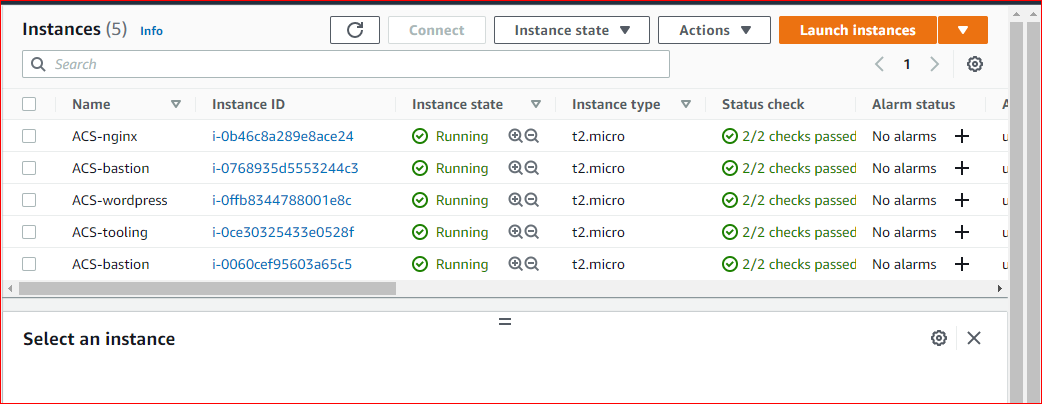 Instances (5) Info Connect Instance state Actions Launch instances
Search 1
Name Instance ID Instance state Instance type Status check Alarm status A
ACS-nginx i-0b46c8a289e8ace24 Running t2.micro 2/2 checks passed No alarms u
ACS-bastion i-0768935d5553244c3 Running t2.micro 2/2 checks passed No alarms u
ACS-wordpress i-0ffb8344788001e8c Running t2.micro 2/2 checks passed No alarms u
ACS-tooling i-0ce30325433e0528f Running t2.micro 2/2 checks passed No alarms u
ACS-bastion i-0060cef95603a65c5 Running t2.micro 2/2 checks passed No alarms u
Select an instance